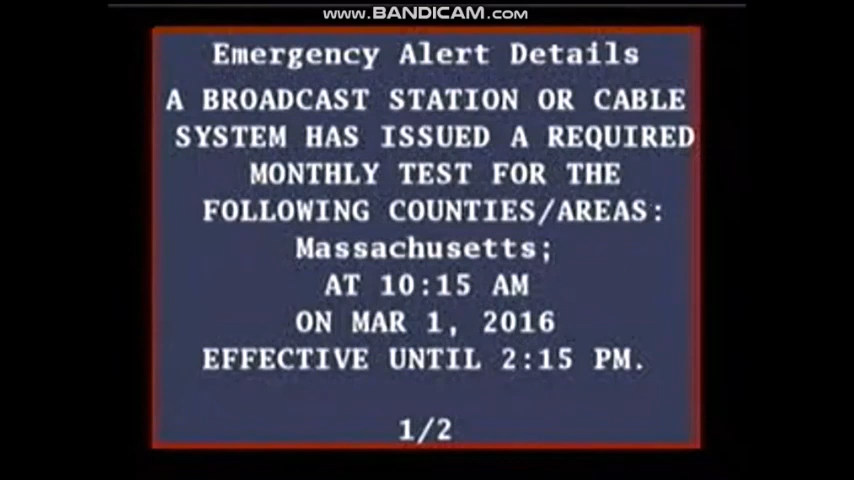 www.BANDICAM.com
Emergency Alert Details
A BROADCAST STATION OR CABLE
SYSTEM HAS ISSUED A REQUIRED
MONTHLY TEST FOR THE
FOLLOWING COUNTIES/AREAS:
Massachusetts;
AT 10:15 AM
ON MAR 1, 2016
EFFECTIVE UNTIL 2:15 PM.
1/2